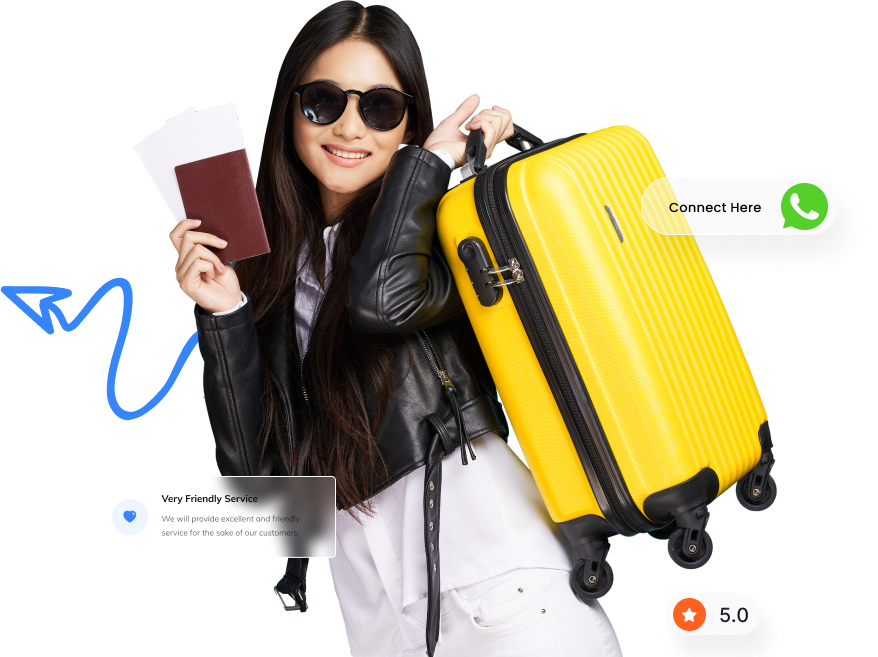 Connect Here
Very Friendly Service
We will provide excellent and friendly
service for the sake of our customers.
5.0